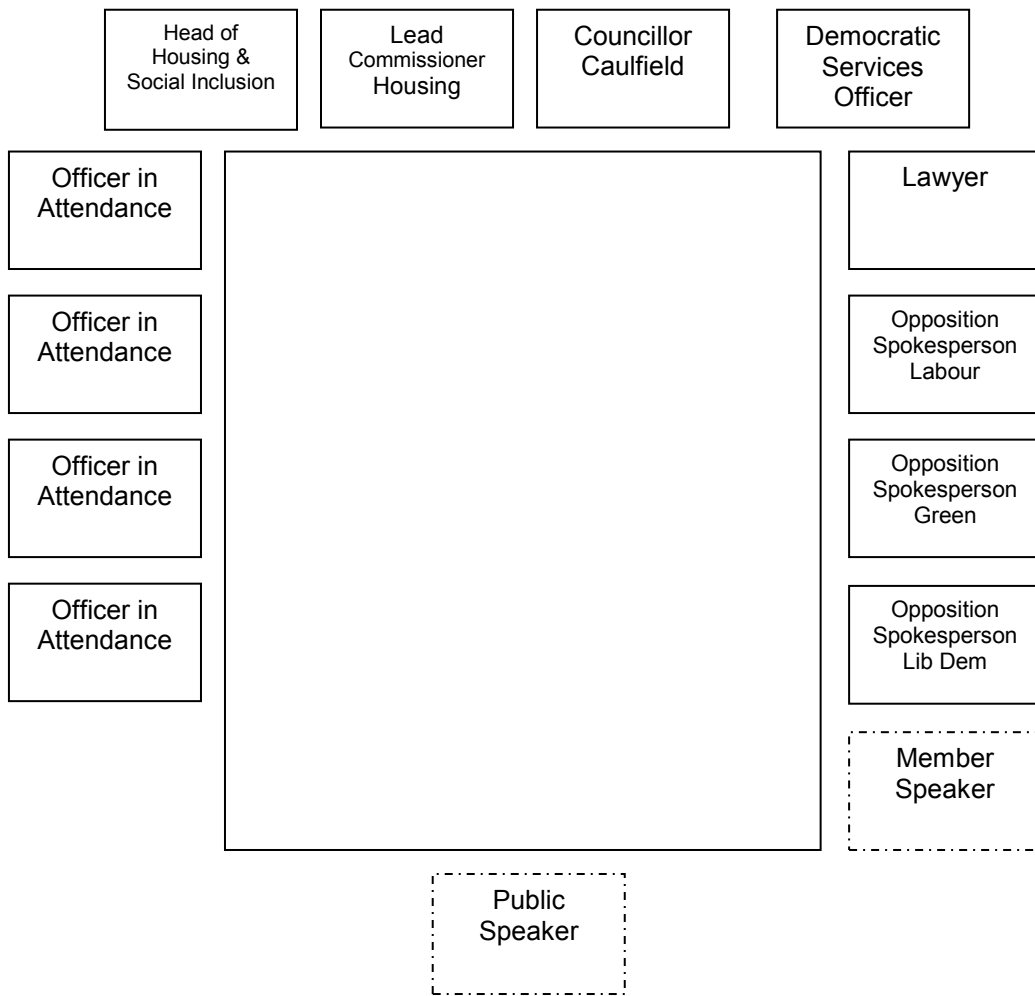 Head of
Housing &
Social Inclusion
Lead
Commissioner
Housing
Councillor
Caulfield
Democratic
Services
Officer
Officer in
Attendance
Lawyer
Officer in
Attendance
Opposition
Spokesperson
Labour
Officer in
Attendance
Opposition
Spokesperson
Green
Officer in
Attendance
Opposition
Spokesperson
Lib Dem
Member
Speaker
Public
Speaker